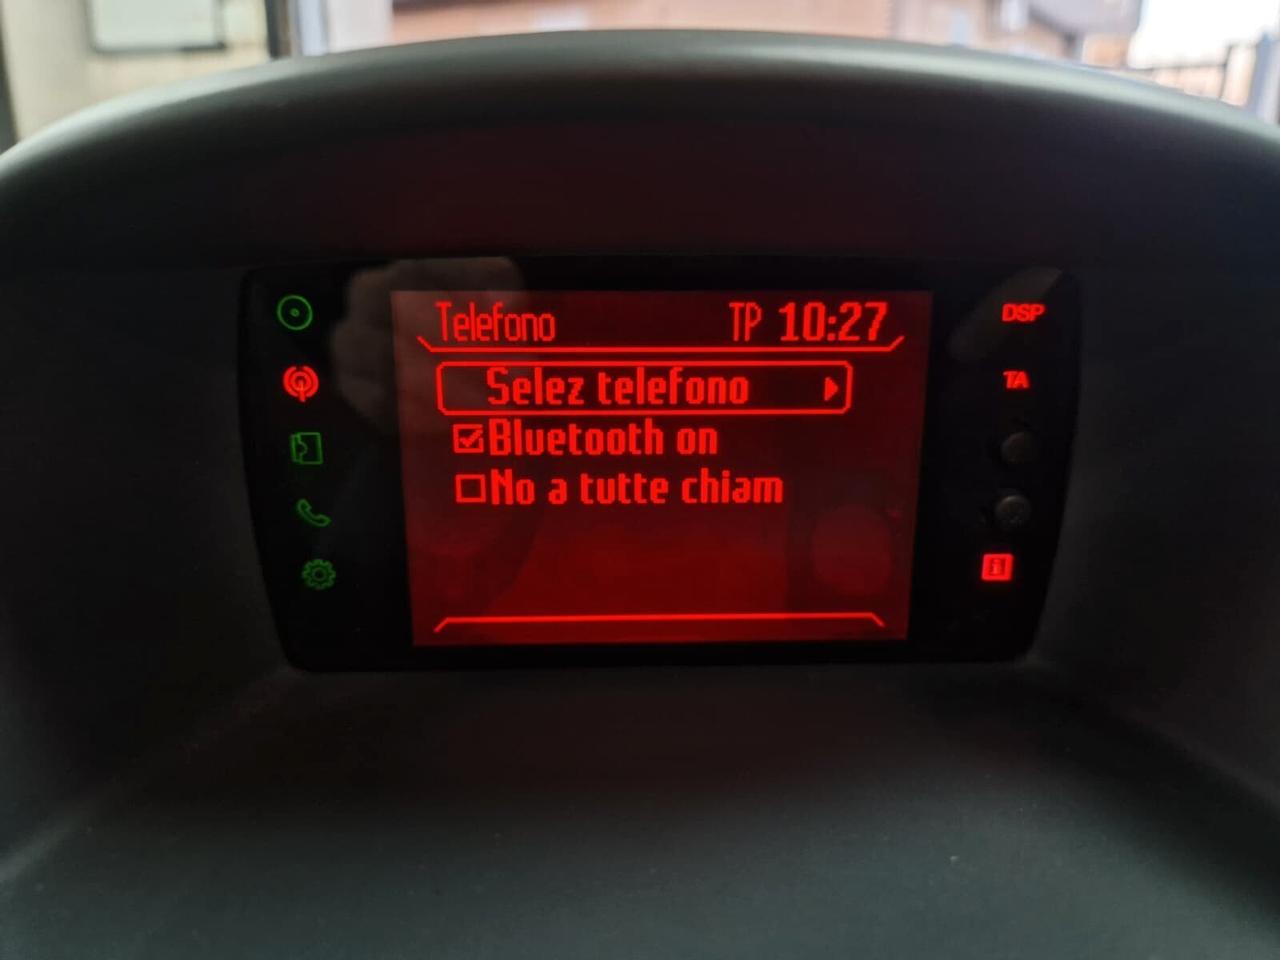 Telefono TP 10:27
DSP
TA
Selez telefono
Bluetooth on
No a tutte chiam
i